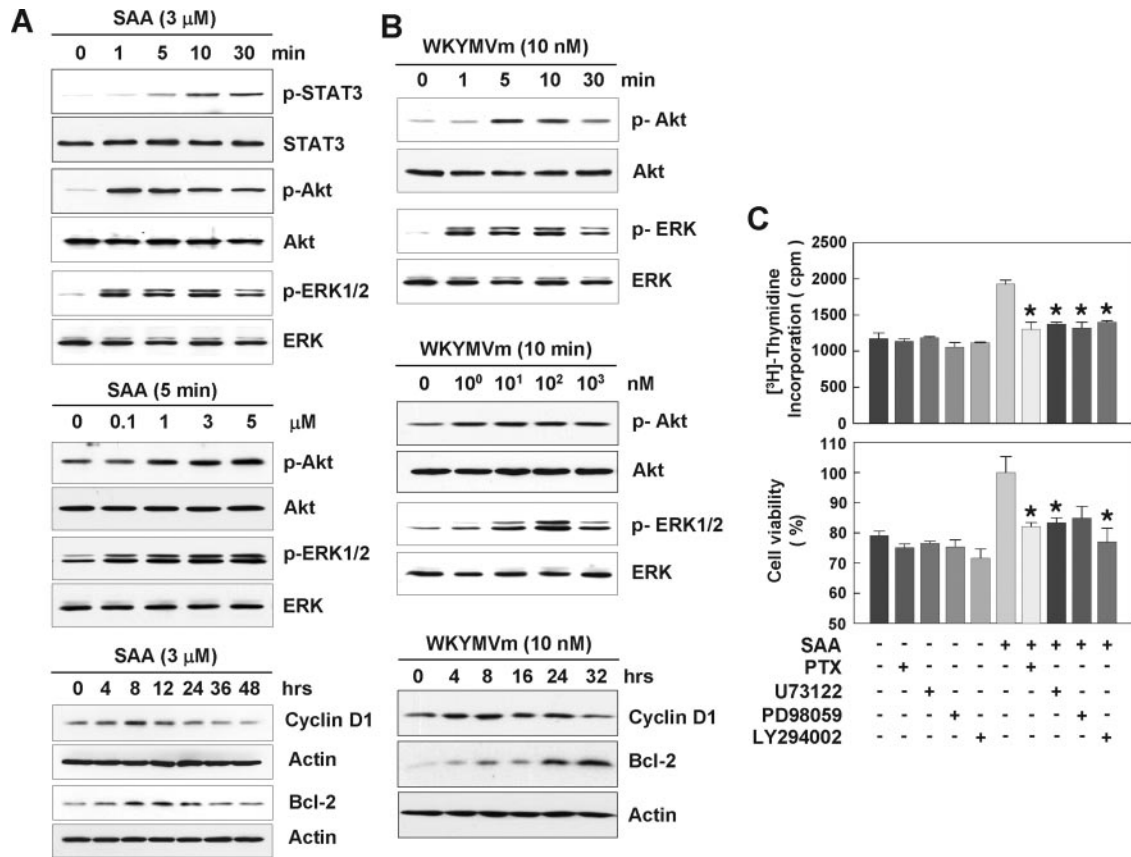 A
SAA (3 μM)
0 1 5 10 30 min
p-STAT3
STAT3
p-Akt
Akt
p-ERK1/2
ERK
SAA (5 min)
0 0.1 1 3 5 μM
p-Akt
Akt
p-ERK1/2
ERK
SAA (3 μM)
0 4 8 12 24 36 48 hrs
Cyclin D1
Actin
Bcl-2
Actin
B
WKYMVm (10 nM)
0 1 5 10 30 min
p- Akt
Akt
p- ERK
ERK
WKYMVm (10 min)
0 10⁰ 10¹ 10² 10³ nM
p- Akt
Akt
p- ERK1/2
ERK
WKYMVm (10 nM)
0 4 8 16 24 32 hrs
Cyclin D1
Bcl-2
Actin
C
[³H]-Thymidine
Incorporation ( cpm )
2500
2000
1500
1000
500
0
* * * *
Cell viability
( %)
110
100
90
80
70
60
50
* * *
SAA - - - - - + + + + +
PTX - + - - - - + - - -
U73122 - - + - - - - + - -
PD98059 - - - + - - - - + -
LY294002 - - - - + - - - - +